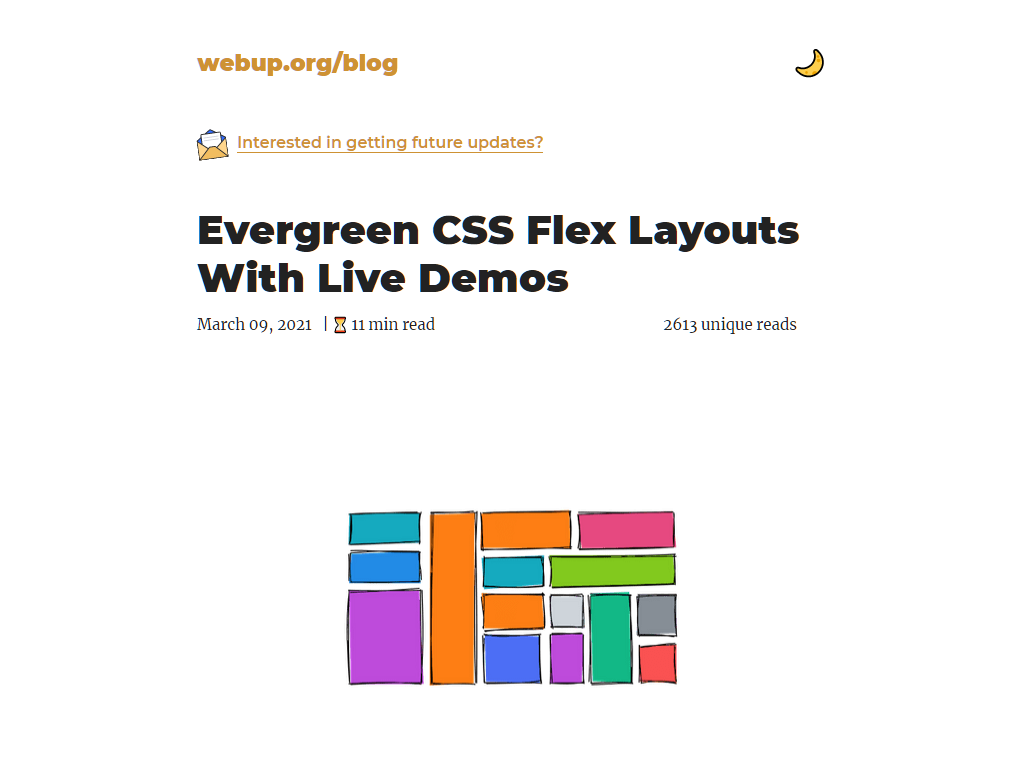 webup.org/blog
Interested in getting future updates?
Evergreen CSS Flex Layouts
With Live Demos
March 09, 2021 | ⏳ 11 min read 2613 unique reads